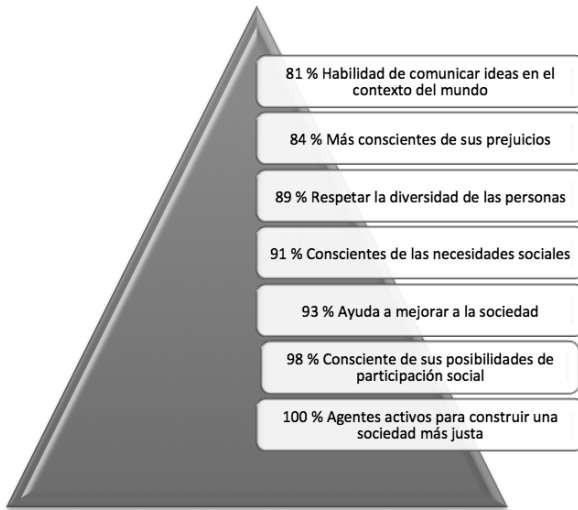 81 % Habilidad de comunicar ideas en el
contexto del mundo
84 % Más conscientes de sus prejuicios
89 % Respetar la diversidad de las personas
91 % Conscientes de las necesidades sociales
93 % Ayuda a mejorar a la sociedad
98 % Consciente de sus posibilidades de
participación social
100 % Agentes activos para construir una
sociedad más justa